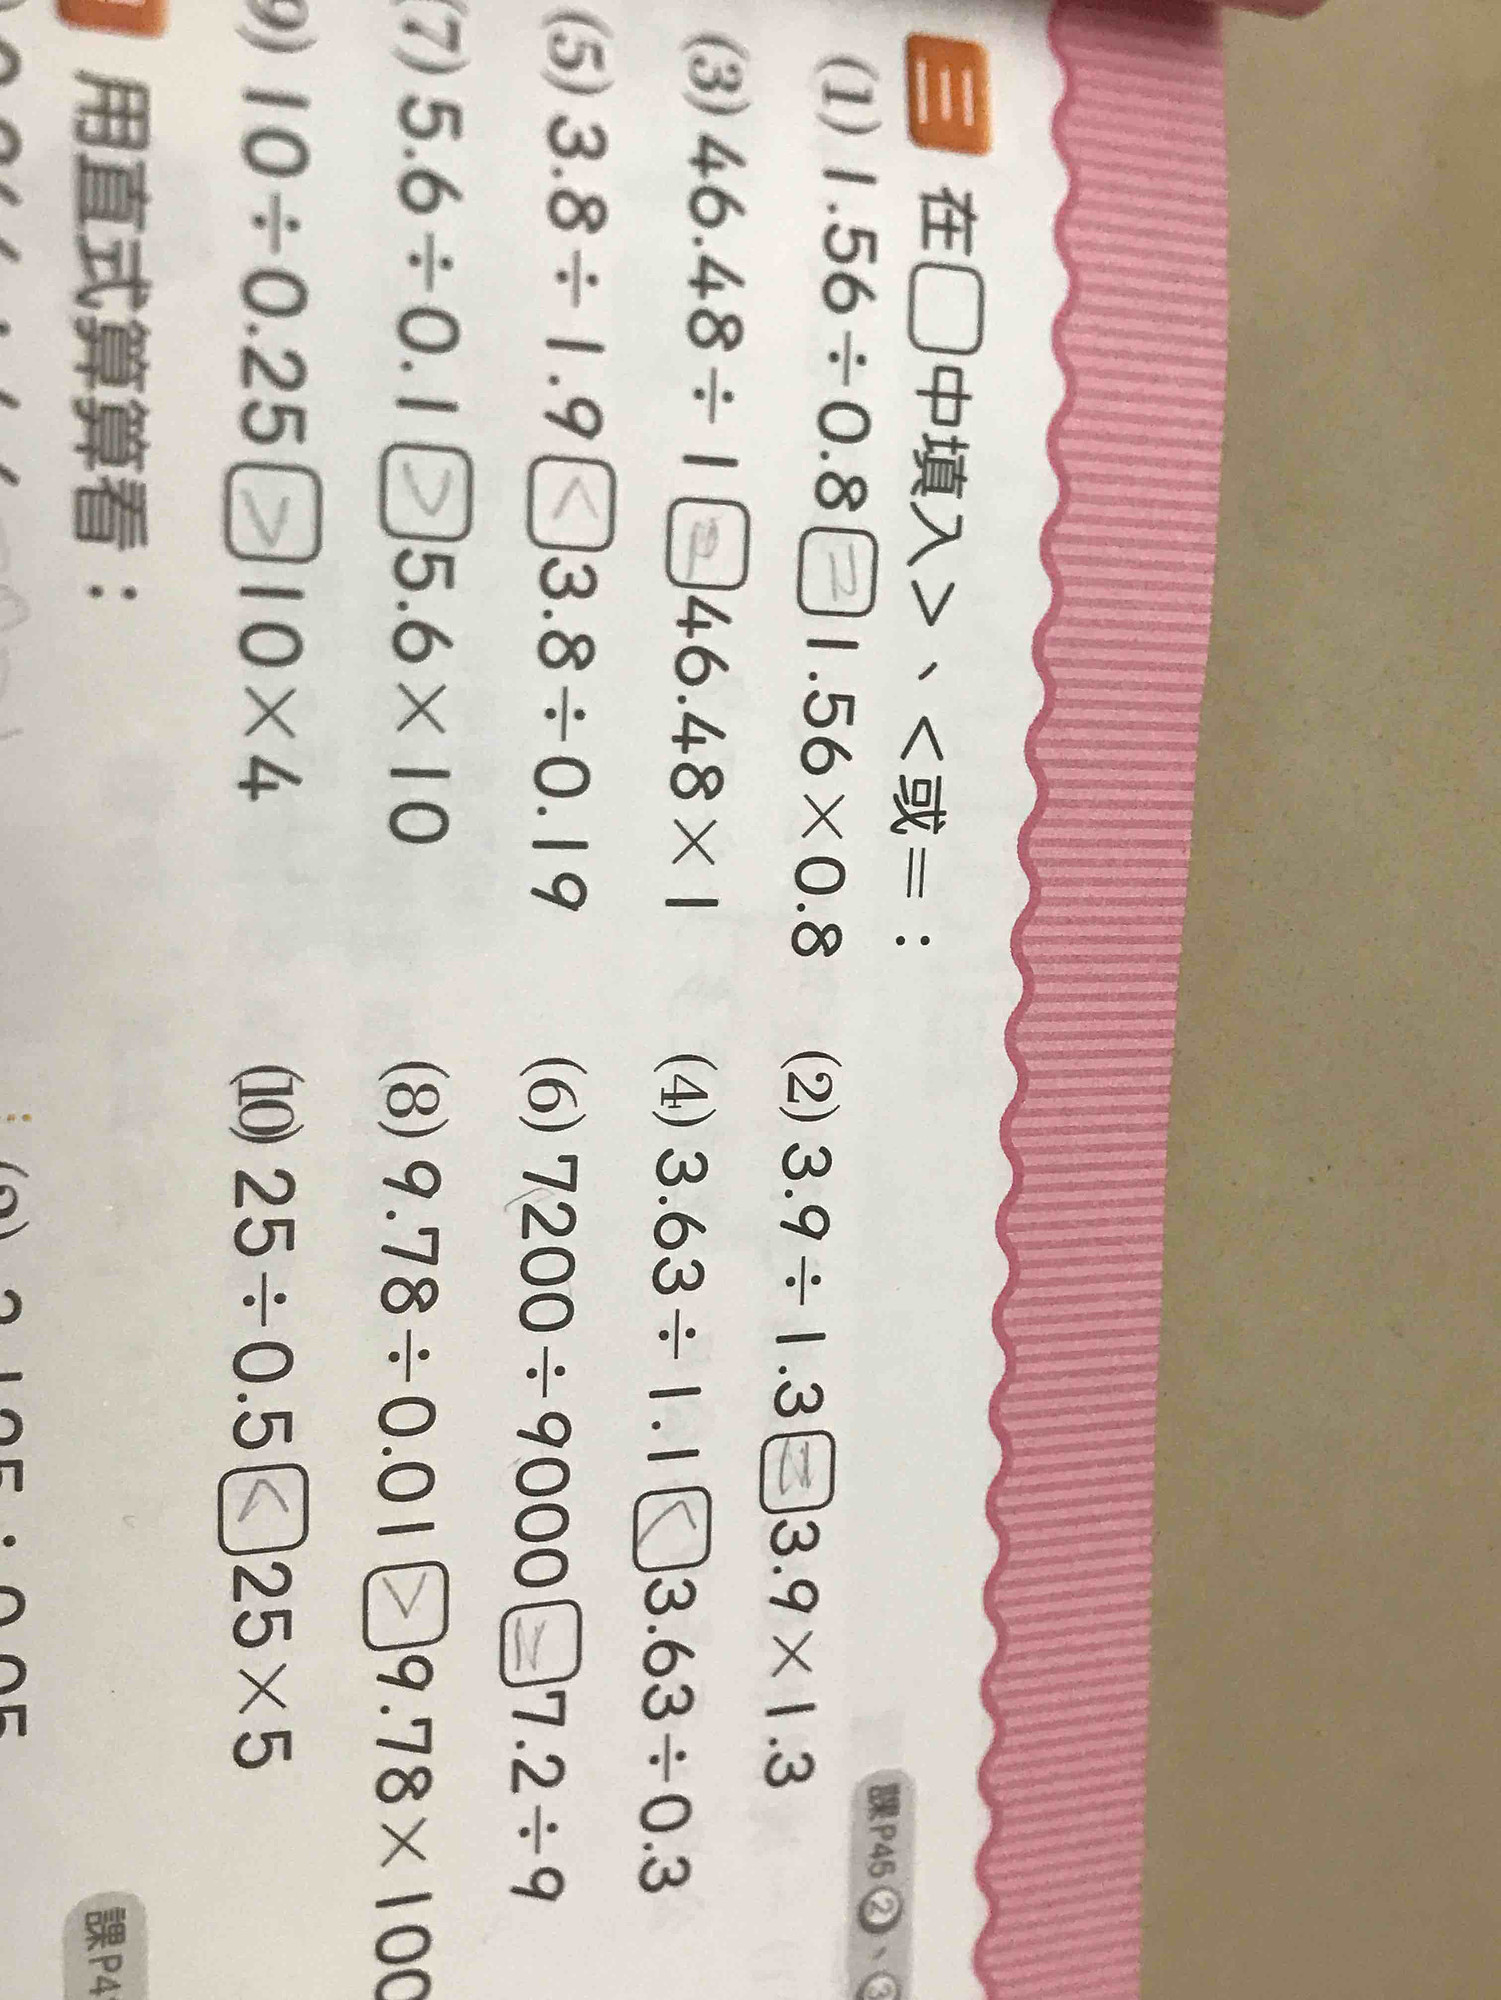 三 在□中填入>、<或=： 課P46②、③
(1) 1.56÷0.8 = 1.56×0.8
(2) 3.9÷1.3 = 3.9×1.3
(3) 46.48÷1 = 46.48×1
(4) 3.63÷1.1 < 3.63÷0.3
(5) 3.8÷1.9 < 3.8÷0.19
(6) 7200÷9000 = 7.2÷9
(7) 5.6÷0.1 > 5.6×10
(8) 9.78÷0.01 > 9.78×100
9) 10÷0.25 > 10×4
(10) 25÷0.5 < 25×5
用直式算算看： 課P4